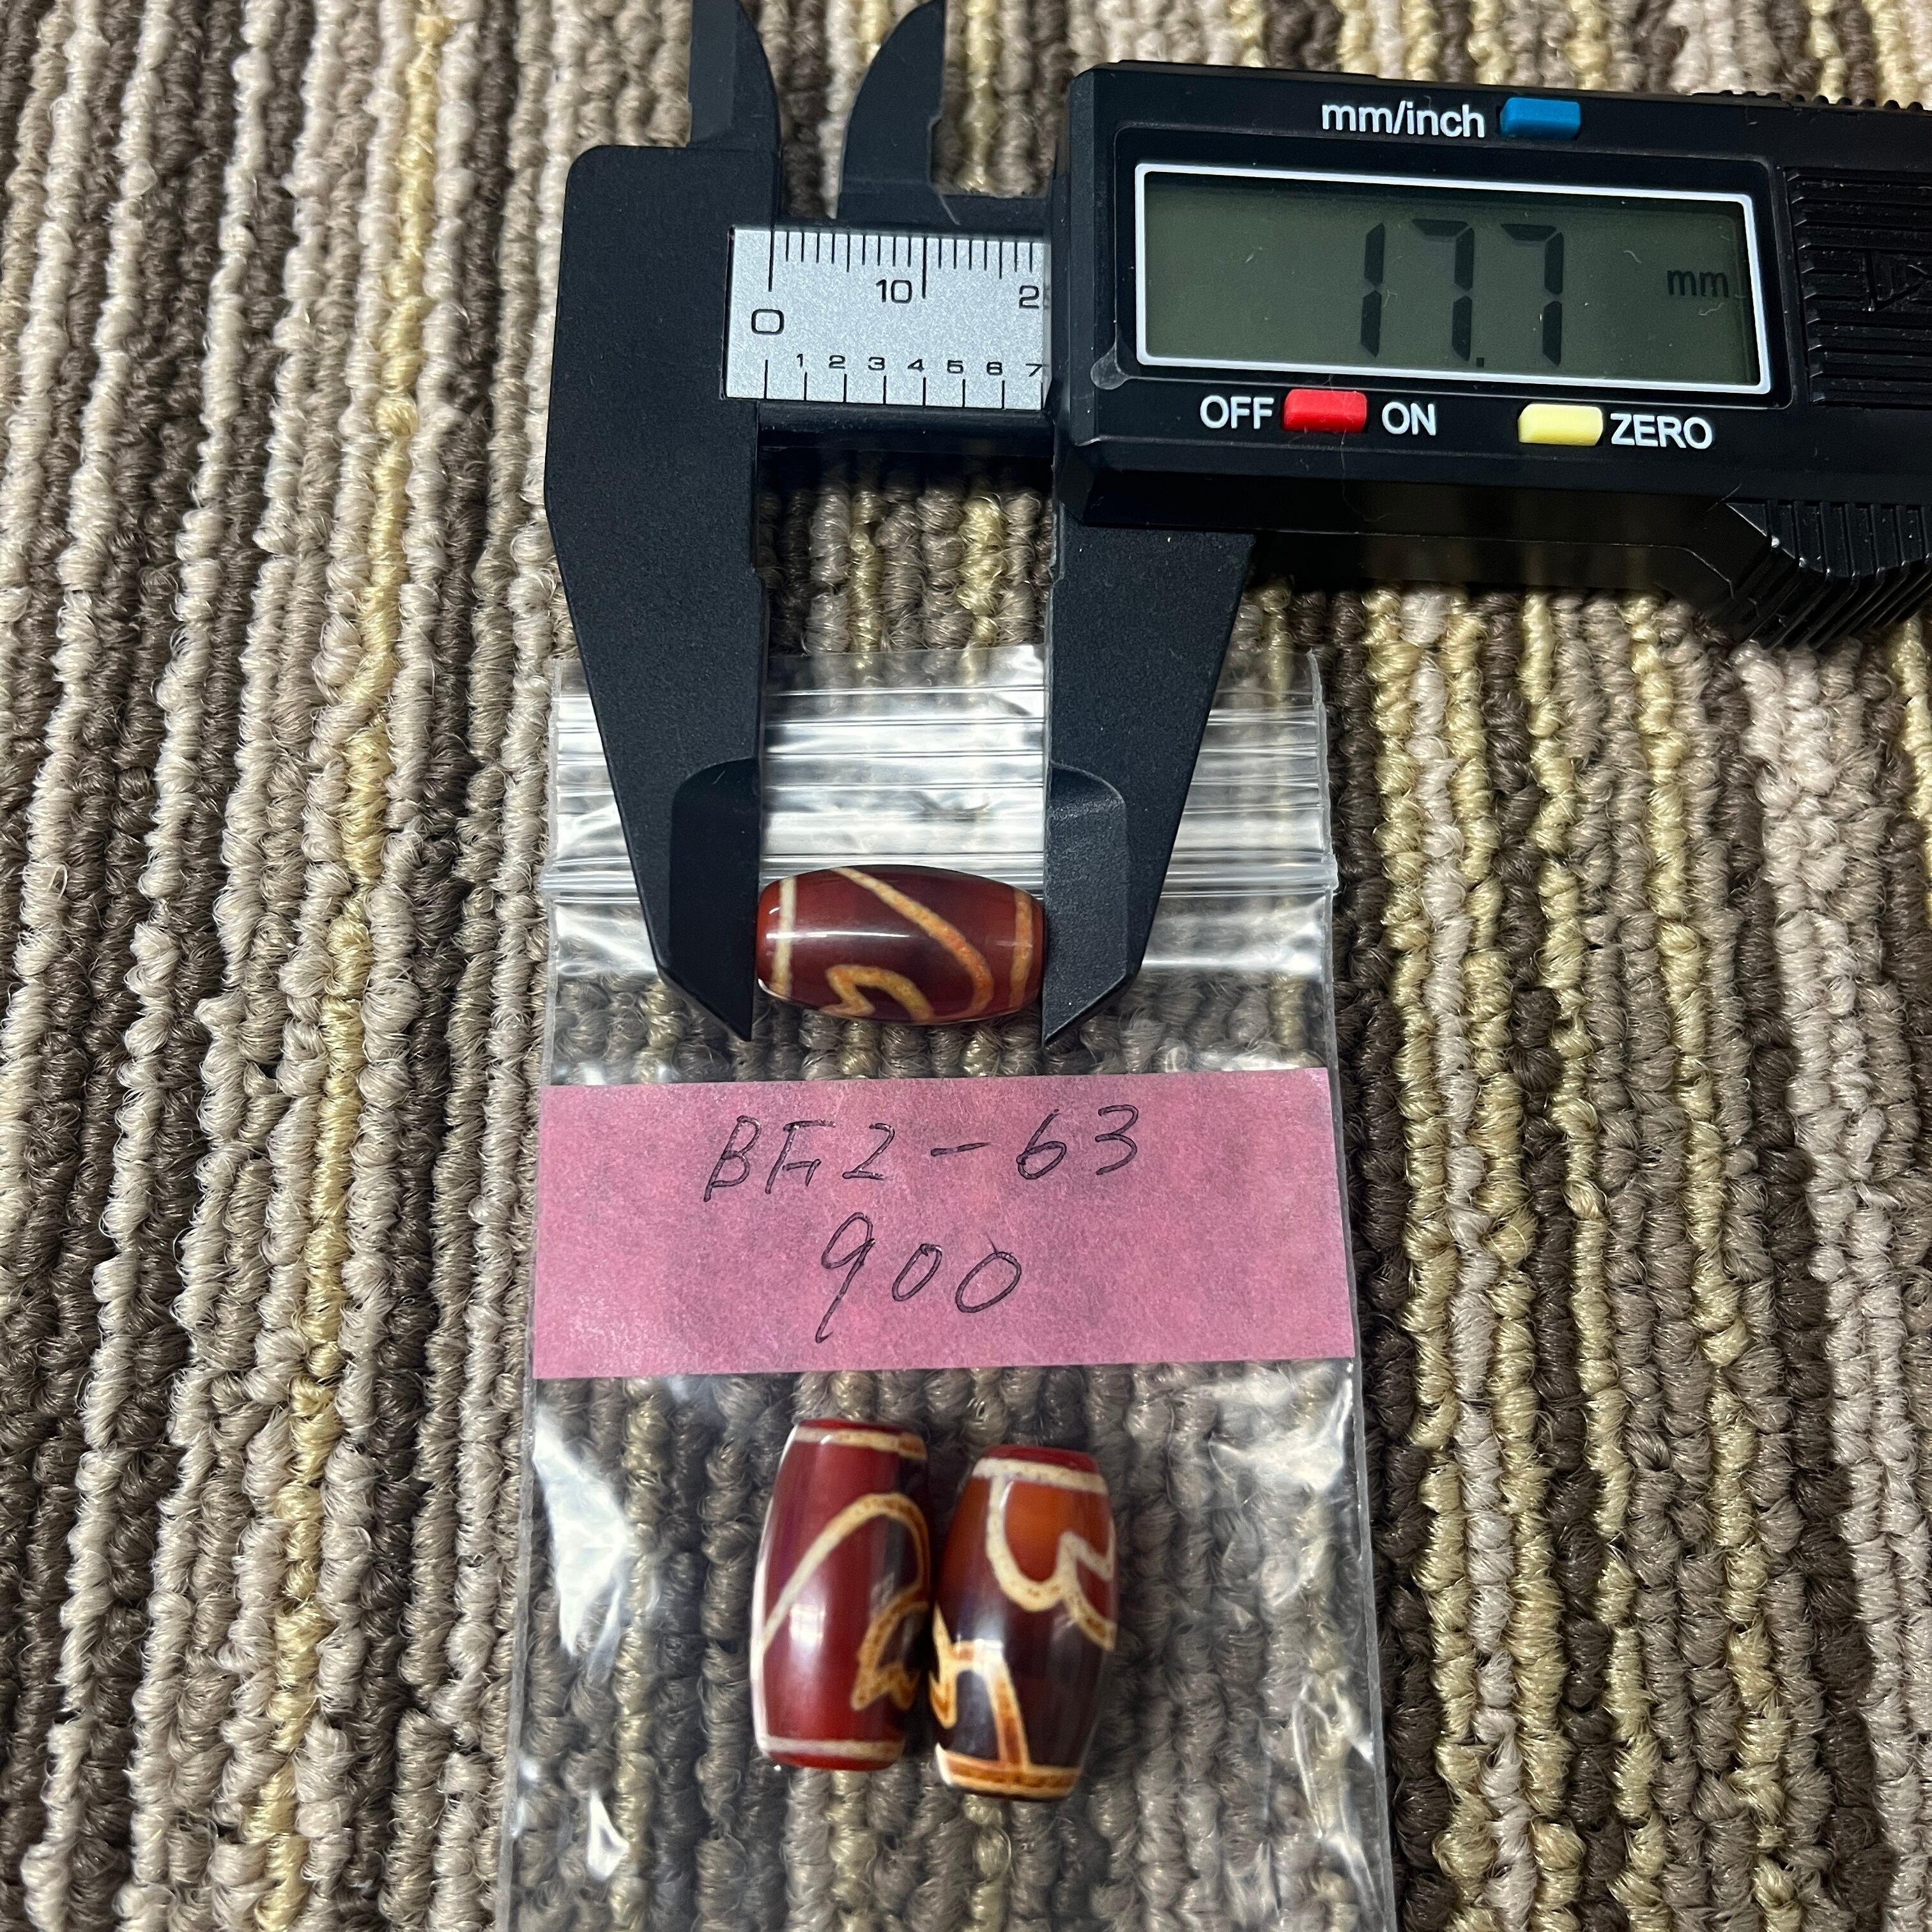 mm/inch
17.7 mm
OFF ON ZERO
0 10
1 2 3 4 5 6 7
BF2-63
900